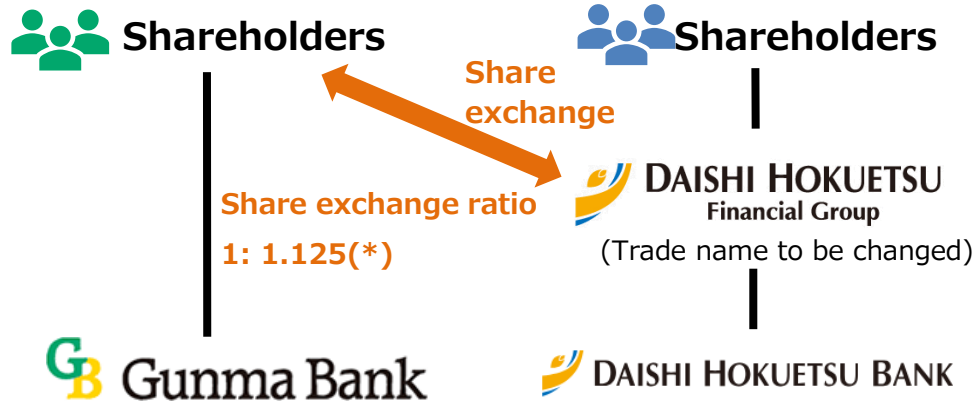 Shareholders
Shareholders
Share
exchange
Share exchange ratio
1: 1.125(*)
DAISHI HOKUETSU
Financial Group
(Trade name to be changed)
GB Gunma Bank
DAISHI HOKUETSU BANK